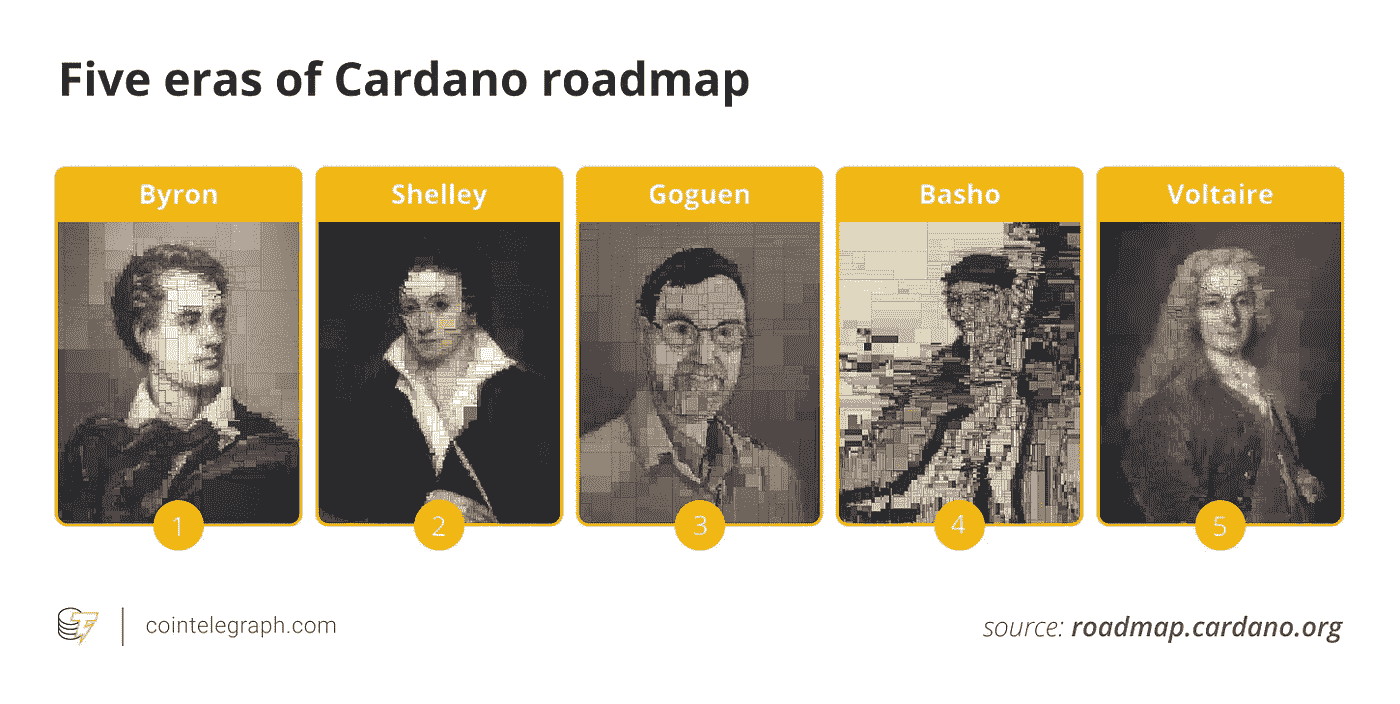 Five eras of Cardano roadmap
Byron
Shelley
Goguen
Basho
Voltaire
1
2
3
4
5
cointelegraph.com
source: roadmap.cardano.org